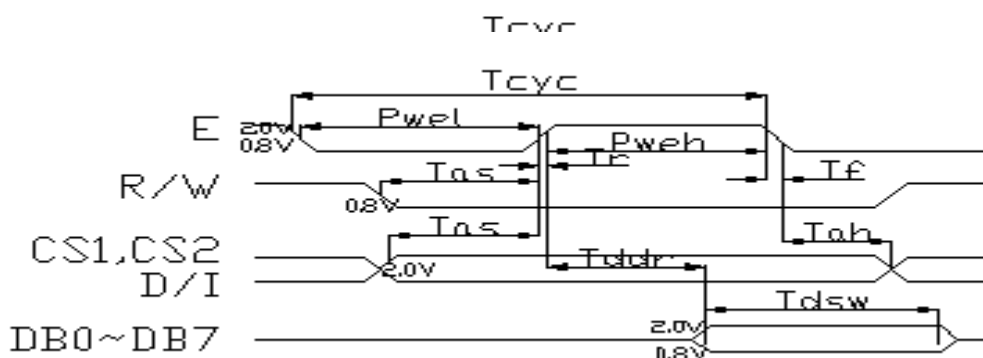 Tcyc
Tcyc
E 2.0V Pwel
0.8V Pweh
Tr
R/W Tas Tf
0.8V
Tas Tah
CS1,CS2 Tddr
2.0V
D/I
Tdsw
2.0V
DB0~DB7
0.8V